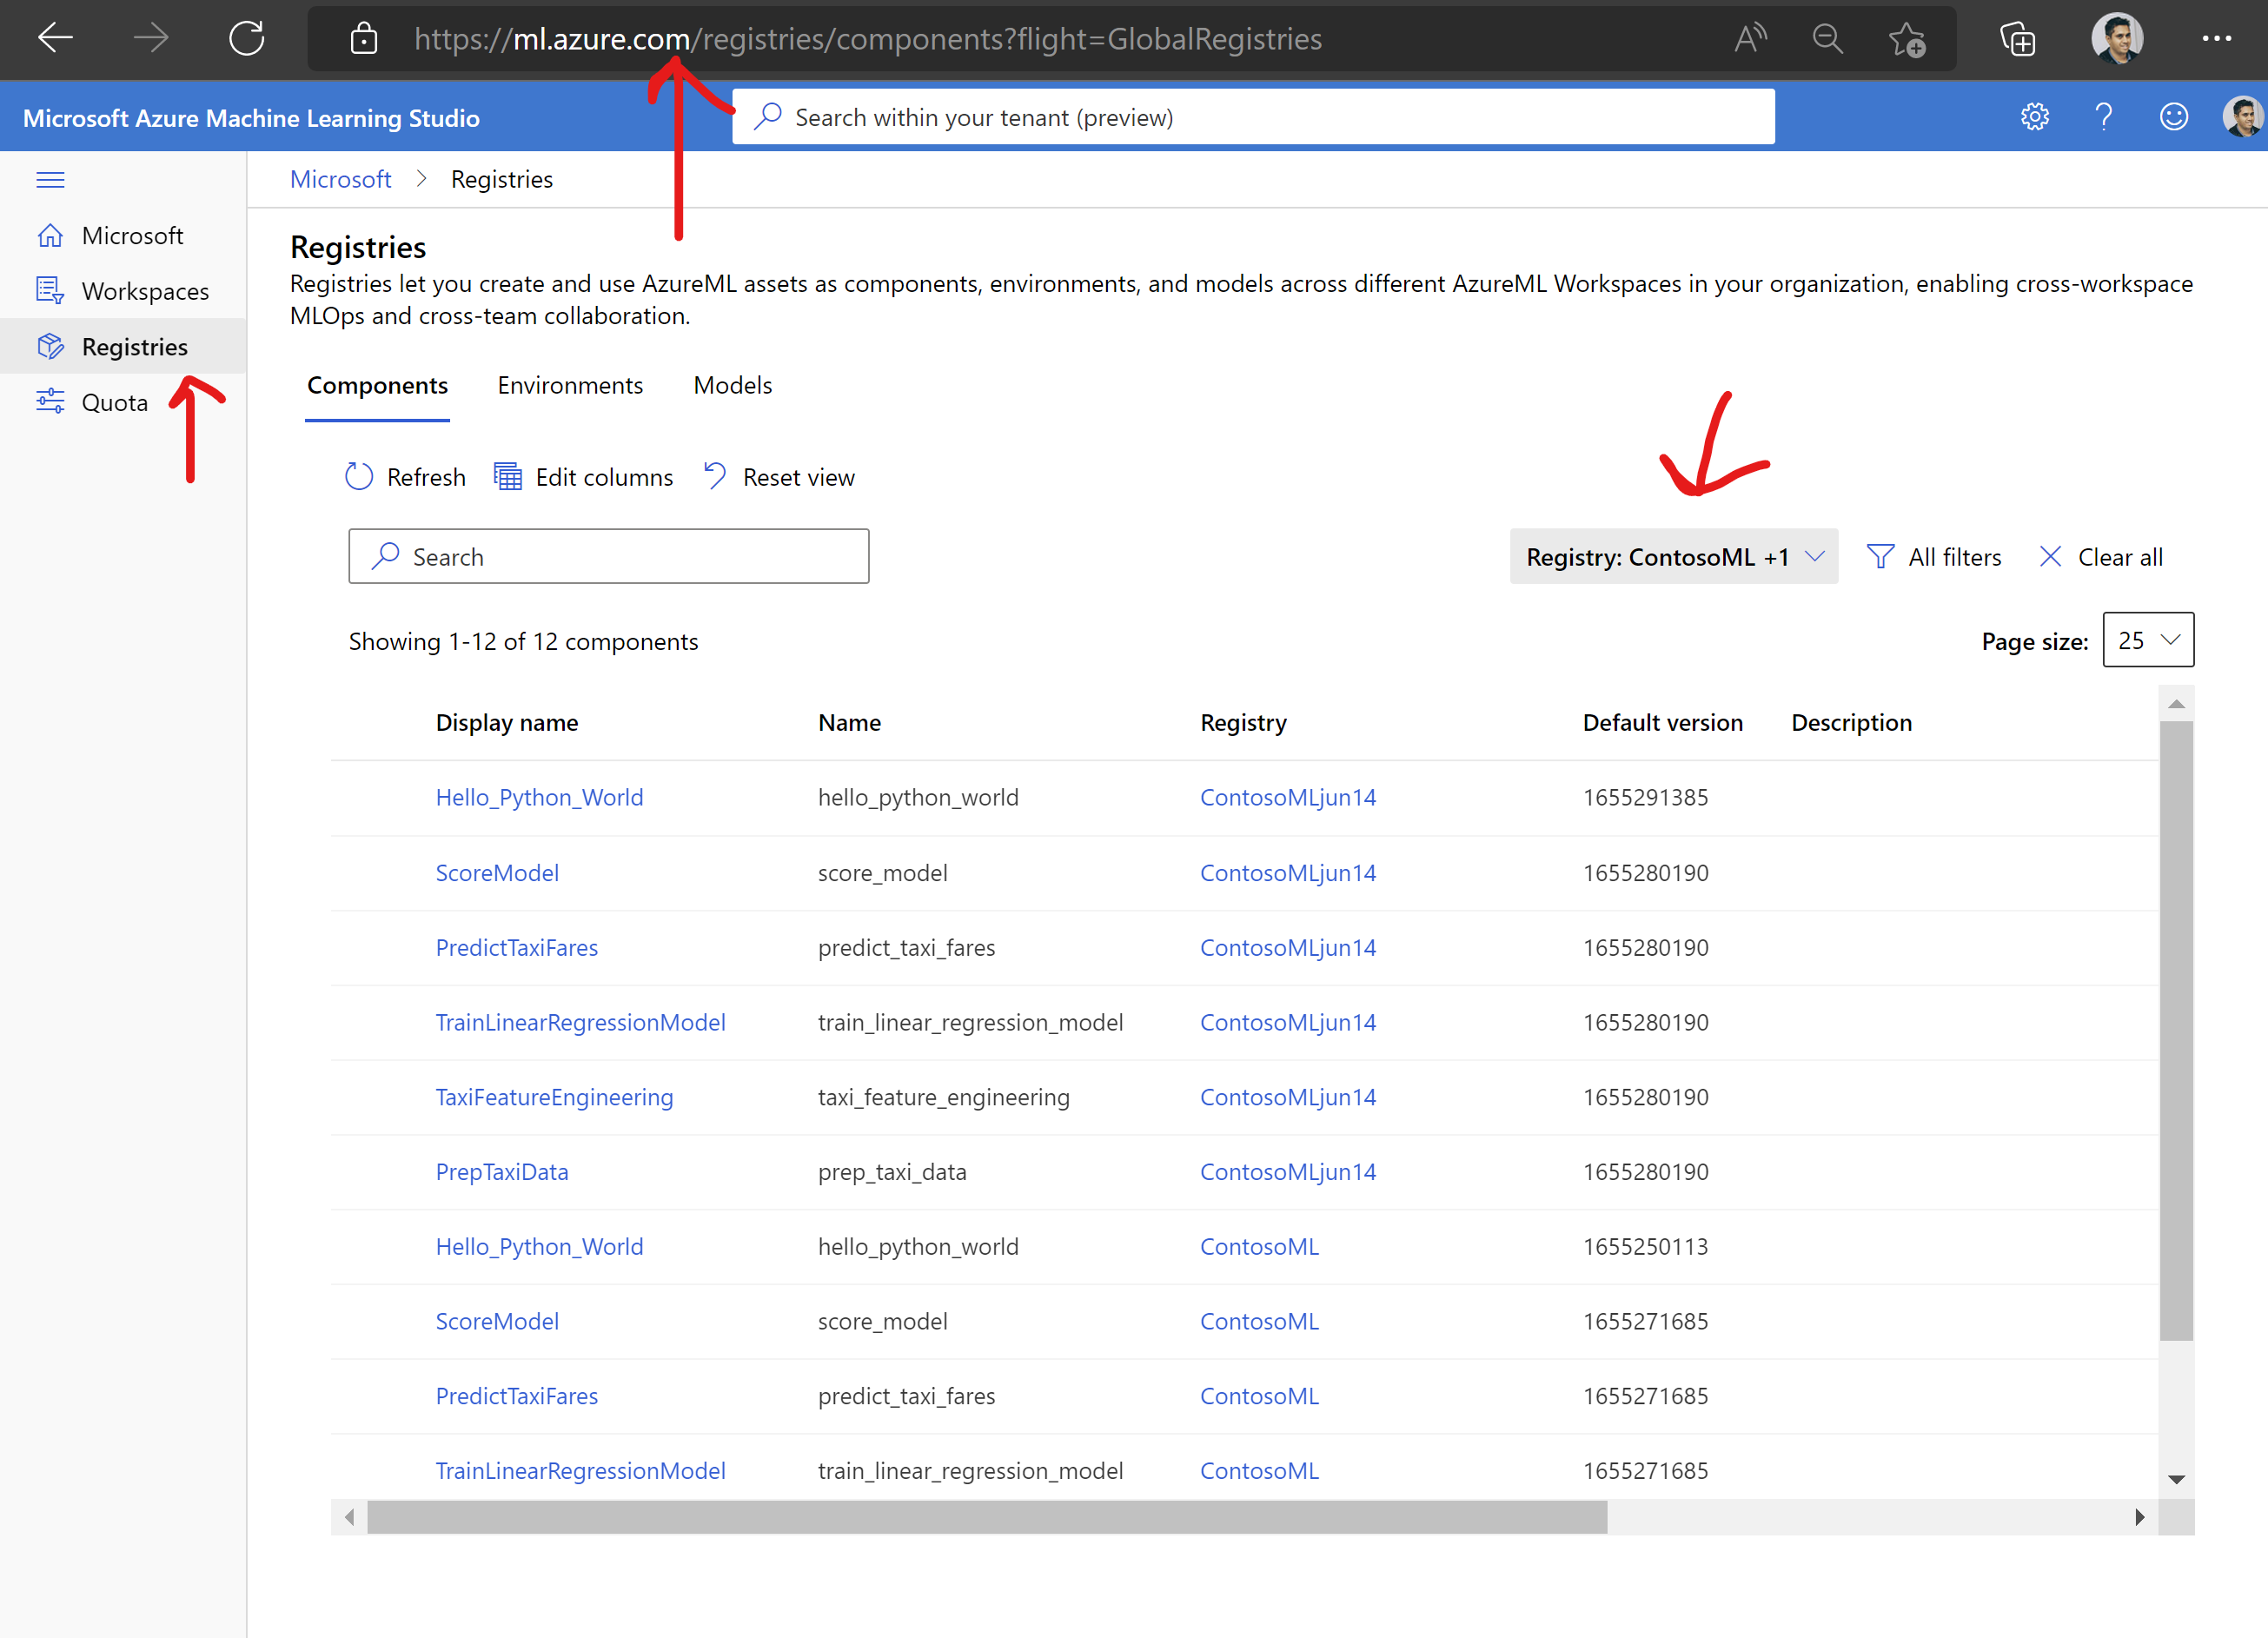 https://ml.azure.com/registries/components?flight=GlobalRegistries
Microsoft Azure Machine Learning Studio
Search within your tenant (preview)
Microsoft > Registries
Microsoft
Workspaces
Registries
Quota
Registries
Registries let you create and use AzureML assets as components, environments, and models across different AzureML Workspaces in your organization, enabling cross-workspace
MLOps and cross-team collaboration.
Components Environments Models
Refresh Edit columns Reset view
Search
Registry: ContosoML +1 All filters Clear all
Showing 1-12 of 12 components
Page size: 25
Display name Name Registry Default version Description
Hello_Python_World hello_python_world ContosoMLjun14 1655291385
ScoreModel score_model ContosoMLjun14 1655280190
PredictTaxiFares predict_taxi_fares ContosoMLjun14 1655280190
TrainLinearRegressionModel train_linear_regression_model ContosoMLjun14 1655280190
TaxiFeatureEngineering taxi_feature_engineering ContosoMLjun14 1655280190
PrepTaxiData prep_taxi_data ContosoMLjun14 1655280190
Hello_Python_World hello_python_world ContosoML 1655250113
ScoreModel score_model ContosoML 1655271685
PredictTaxiFares predict_taxi_fares ContosoML 1655271685
TrainLinearRegressionModel train_linear_regression_model ContosoML 1655271685